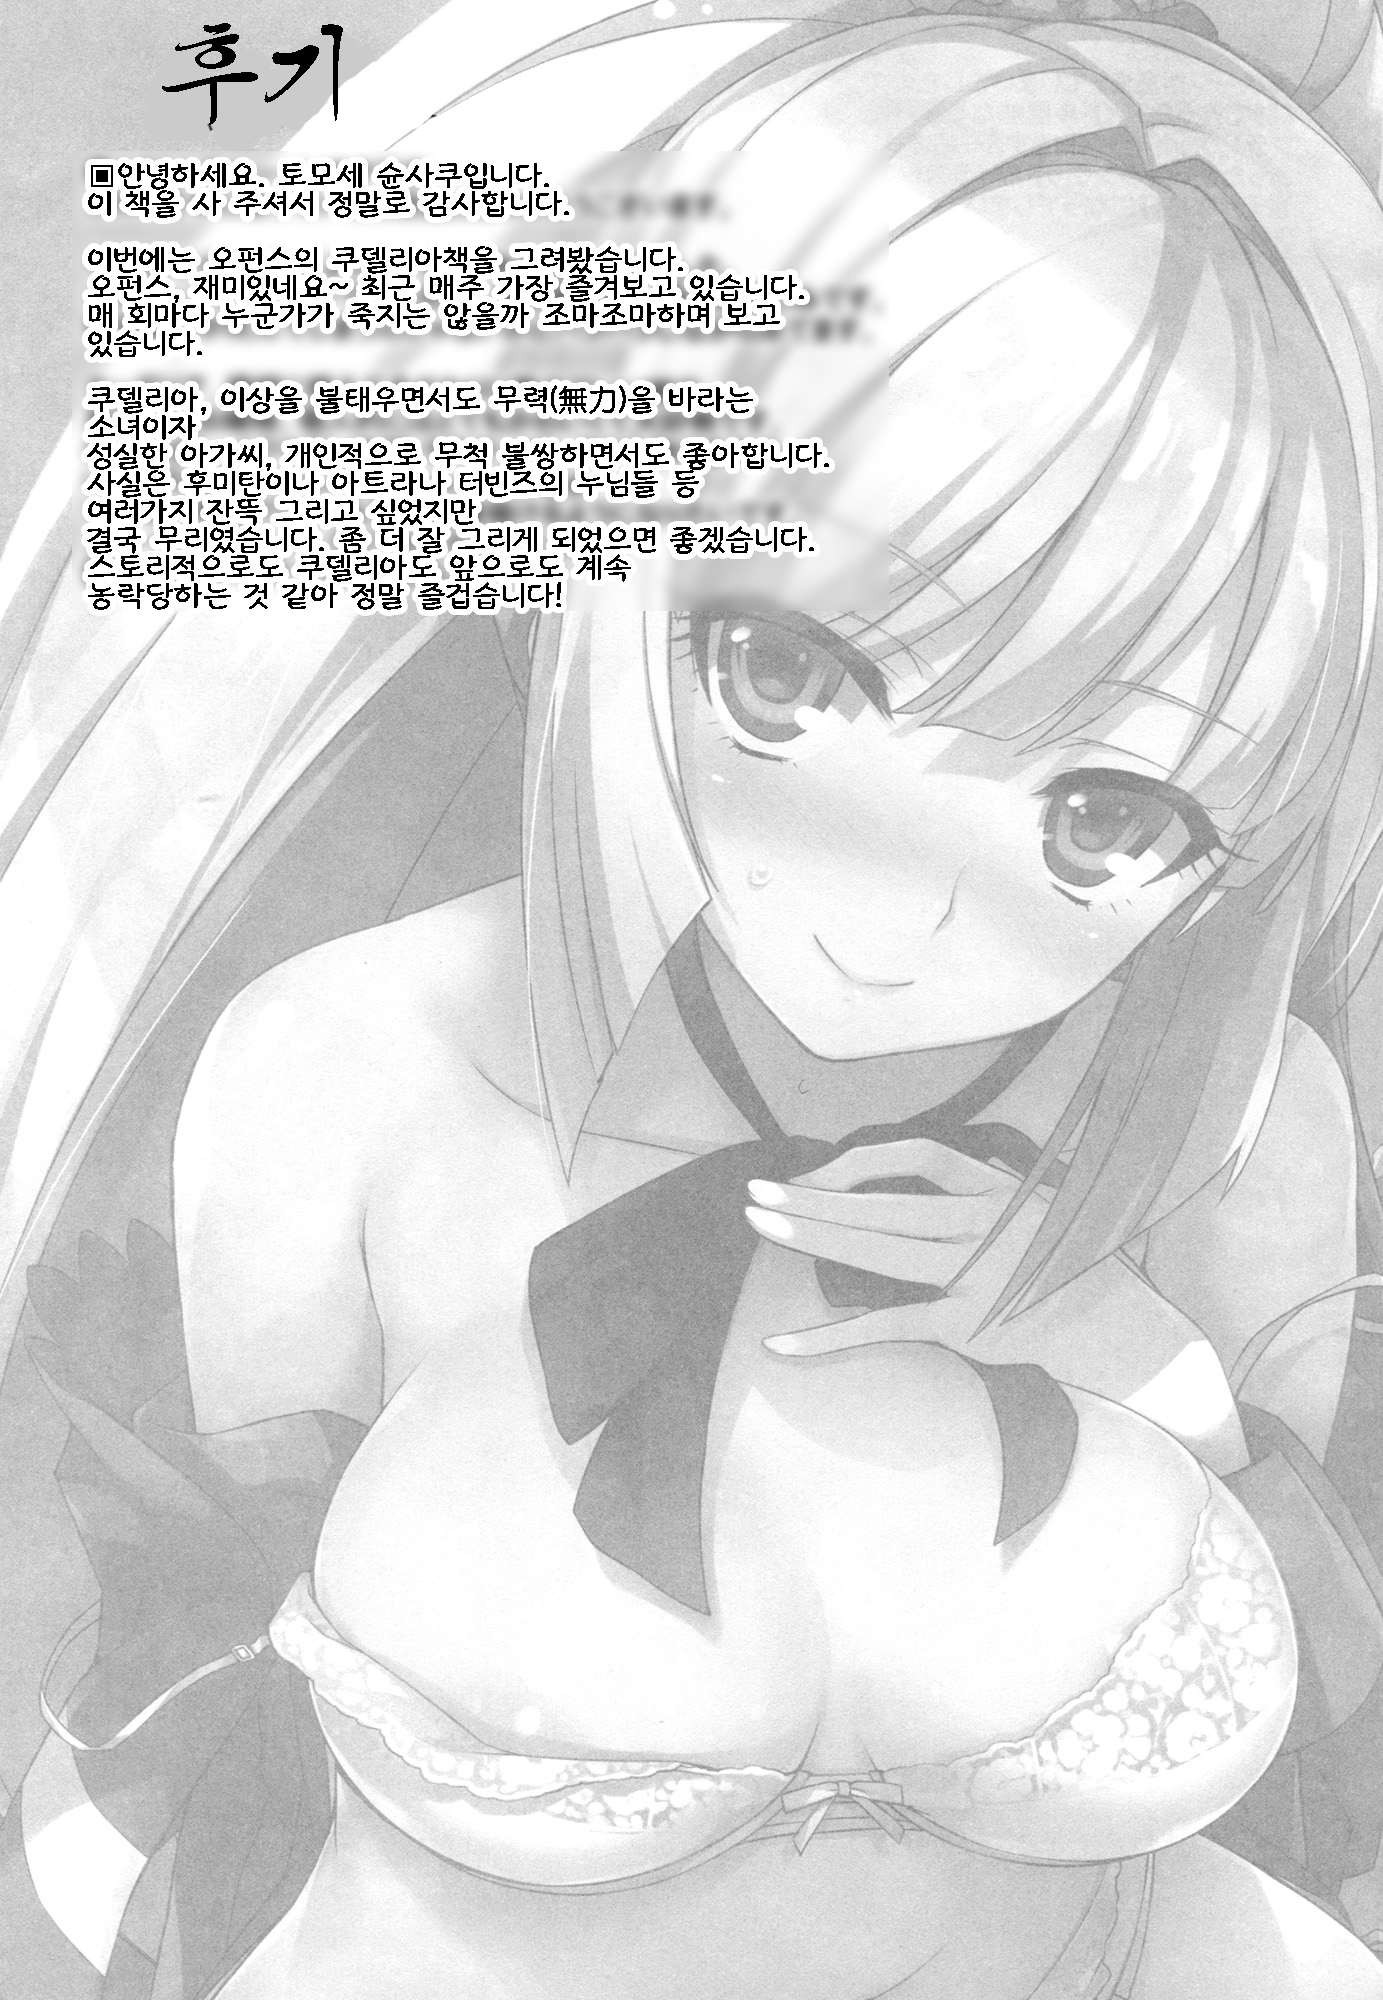 후기
▣안녕하세요. 토모세 슌사쿠입니다.
이 책을 사 주셔서 정말로 감사합니다.
이번에는 오펀스의 쿠델리아책을 그려봤습니다.
오펀스, 재미있네요~ 최근 매주 가장 즐겨보고 있습니다.
매 회마다 누군가가 죽지는 않을까 조마조마하며 보고
있습니다.
쿠델리아, 이상을 불태우면서도 무력(無力)을 바라는
소녀이자
성실한 아가씨, 개인적으로 무척 불쌍하면서도 좋아합니다.
사실은 후미탄이나 아트라나 터빈즈의 누님들 등
여러가지 잔뜩 그리고 싶었지만
결국 무리였습니다. 좀 더 잘 그리게 되었으면 좋겠습니다.
스토리적으로도 쿠델리아도 앞으로도 계속
농락당하는 것 같아 정말 즐겁습니다!